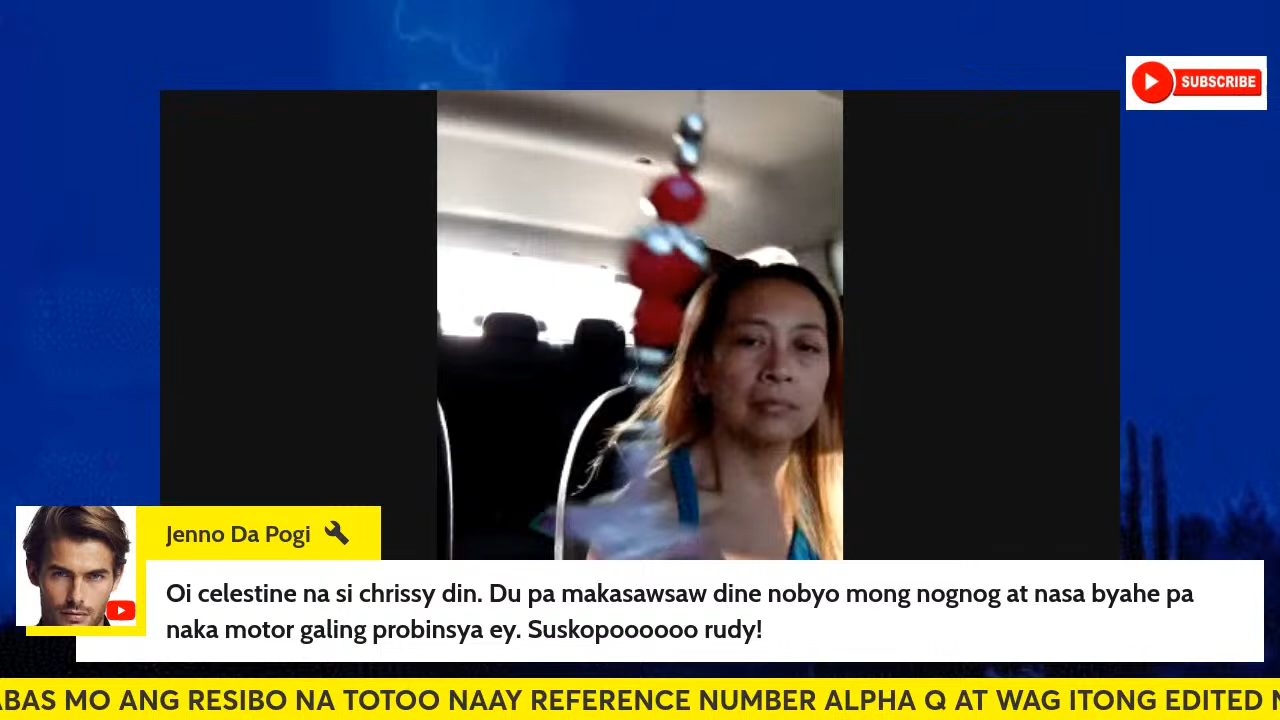 SUBSCRIBE
Jenno Da Pogi
Oi celestine na si chrissy din. Du pa makasawsaw dine nobyo mong nognog at nasa byahe pa
naka motor galing probinsya ey. Suskopoooooo rudy!
ABAS MO ANG RESIBO NA TOTOO NAAY REFERENCE NUMBER ALPHA Q AT WAG ITONG EDITED